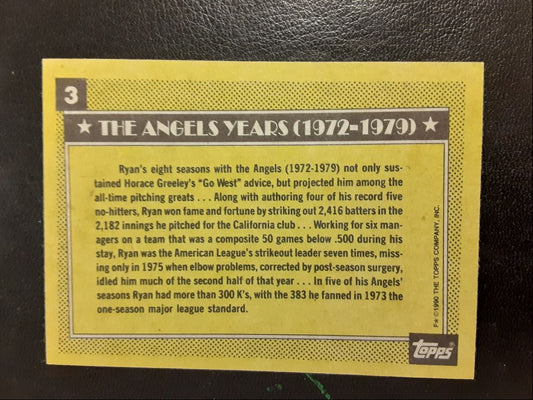 3
★ THE ANGELS YEARS (1972-1979) ★
Ryan's eight seasons with the Angels (1972-1979) not only sus-
tained Horace Greeley's "Go West" advice, but projected him among the
all-time pitching greats . . . Along with authoring four of his record five
no-hitters, Ryan won fame and fortune by striking out 2,416 batters in the
2,182 innings he pitched for the California club . . . Working for six man-
agers on a team that was a composite 50 games below .500 during his
stay, Ryan was the American League's strikeout leader seven times, miss-
ing only in 1975 when elbow problems, corrected by post-season surgery,
idled him much of the second half of that year . . . In five of his Angels'
seasons Ryan had more than 300 K's, with the 383 he fanned in 1973 the
one-season major league standard.
F* © 1990 THE TOPPS COMPANY, INC.
topps®